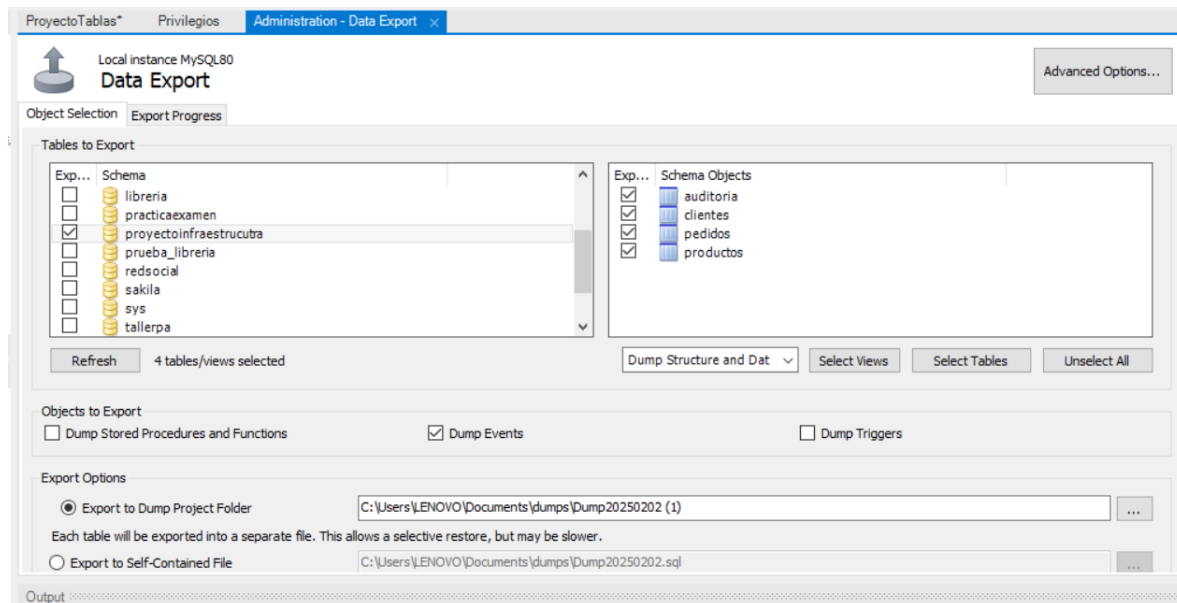 ProyectoTablas* Privilegios Administration - Data Export ×
Local instance MySQL80
Data Export
Advanced Options...
Object Selection Export Progress
Tables to Export
Exp... Schema
libreria
practicaexamen
proyectoinfraestrucutra
prueba_libreria
redsocial
sakila
sys
tallerpa
Exp... Schema Objects
auditoria
clientes
pedidos
productos
Refresh 4 tables/views selected
Dump Structure and Dat Select Views Select Tables Unselect All
Objects to Export
Dump Stored Procedures and Functions Dump Events Dump Triggers
Export Options
Export to Dump Project Folder C:\Users\LENOVO\Documents\dumps\Dump20250202 (1) ...
Each table will be exported into a separate file. This allows a selective restore, but may be slower.
Export to Self-Contained File C:\Users\LENOVO\Documents\dumps\Dump20250202.sql ...
Output